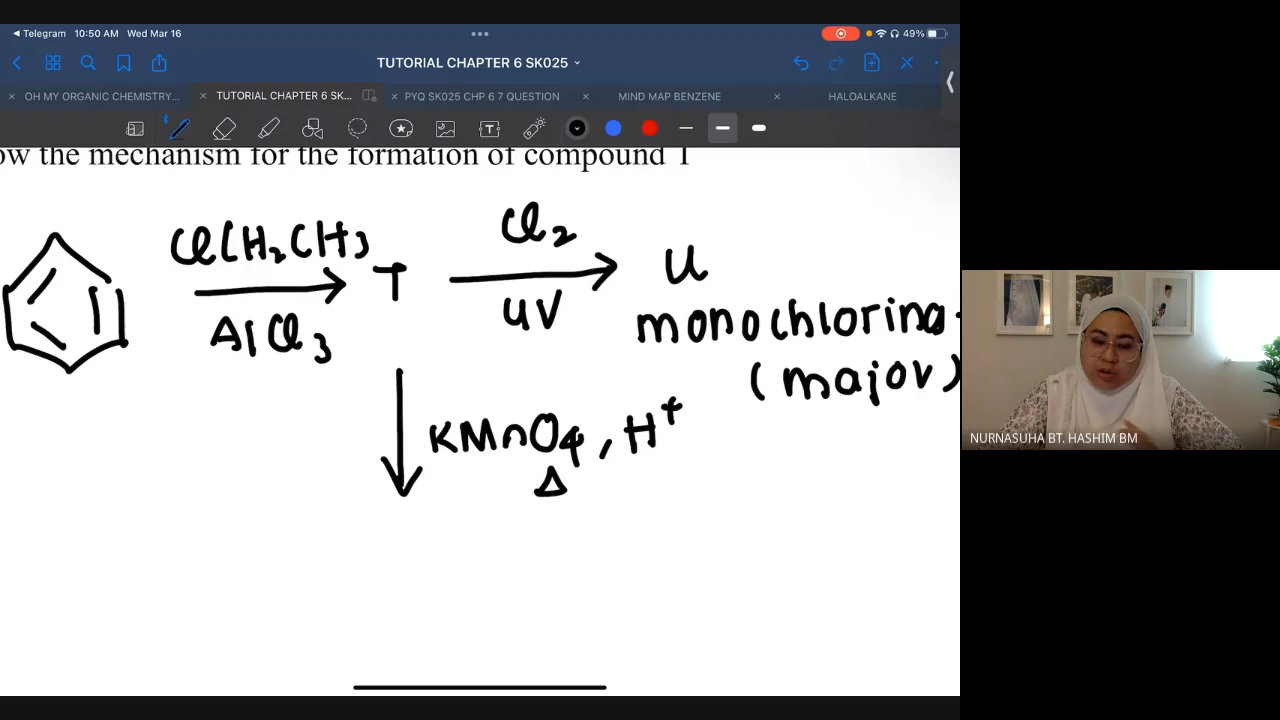 Telegram 10:50 AM Wed Mar 16
49%
TUTORIAL CHAPTER 6 SK025
OH MY ORGANIC CHEMISTRY...
TUTORIAL CHAPTER 6 SK...
PYQ SK025 CHP 6 7 QUESTION
MIND MAP BENZENE
HALOALKANE
ow the mechanism for the formation of compound T
ClCH₂CH₃
AlCl₃
T
Cl₂
UV
U
monochlorina
(major)
KMnO₄, H⁺
Δ
NURNASUHA BT. HASHIM BM